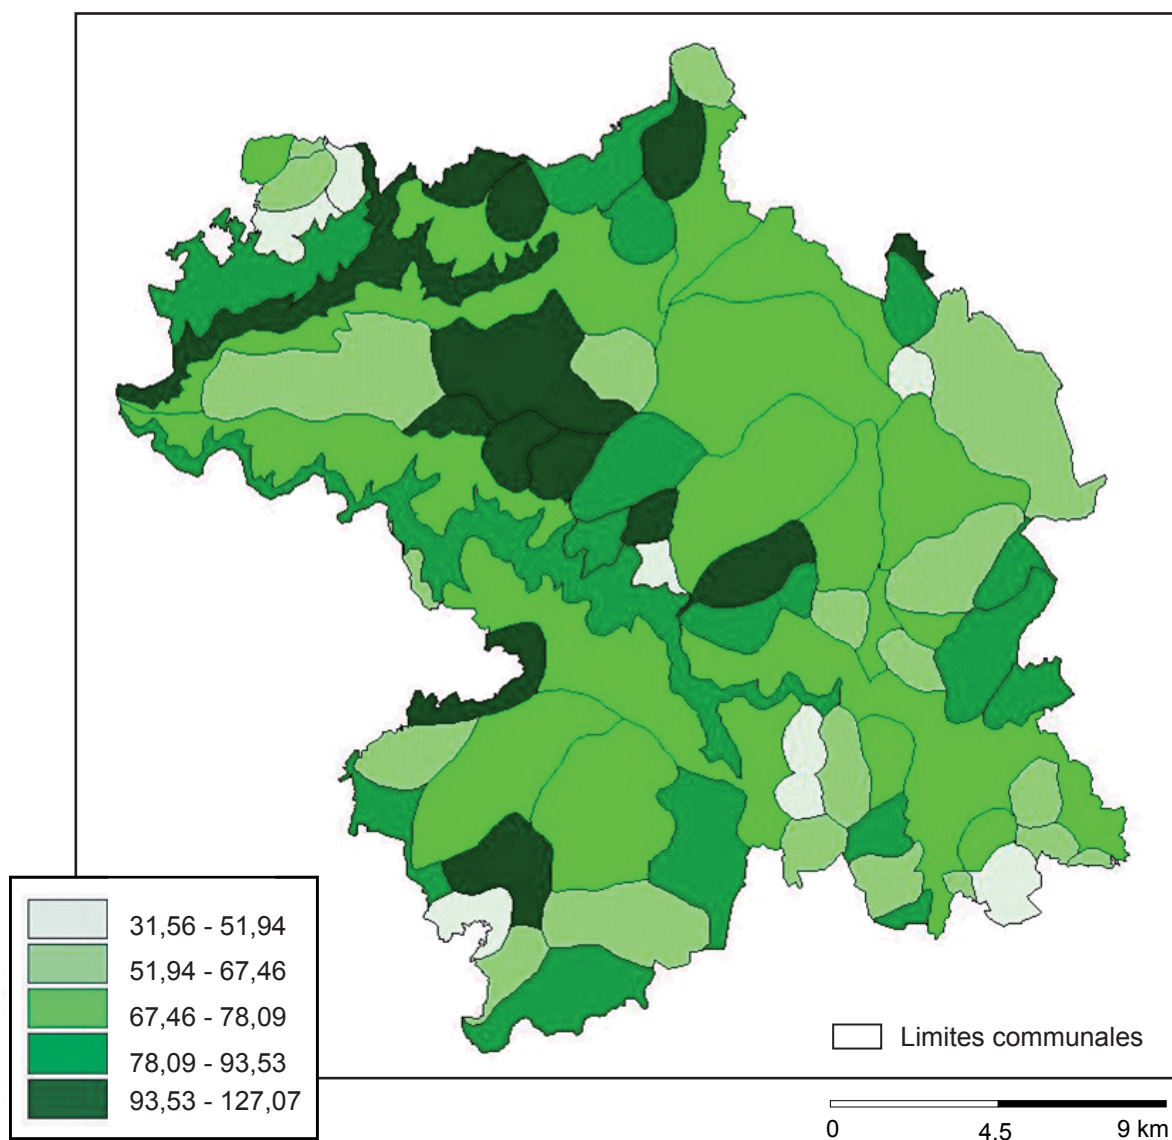 31,56 - 51,94
51,94 - 67,46
67,46 - 78,09
78,09 - 93,53
93,53 - 127,07
Limites communales
0 4,5 9 km